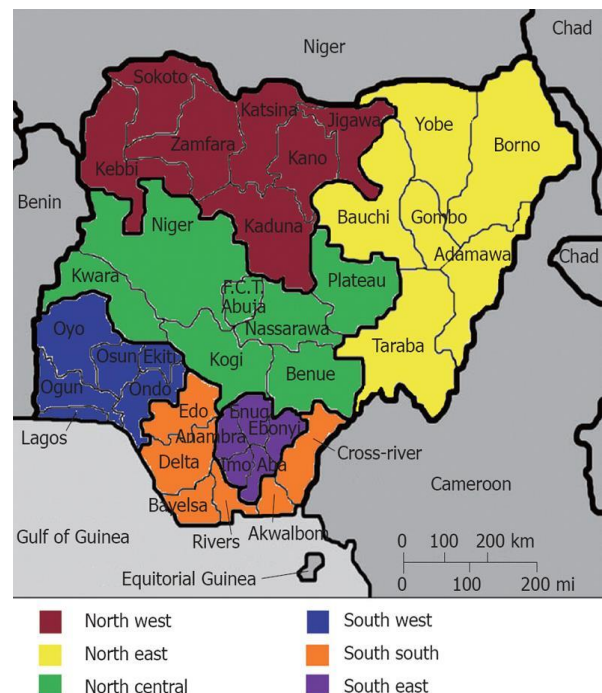 Chad
Niger
Sokoto
Katsina
Jigawa
Yobe
Borno
Zamfara
Kano
Kebbi
Benin
Bauchi
Gombo
Niger
Kaduna
Adamawa
Chad
Kwara
F.C.T.
Abuja
Plateau
Nassarawa
Oyo
Taraba
Osun
Ekiti
Kogi
Benue
Ogun
Ondo
Edo
Enugu
Ebonyi
Lagos
Anambra
Cross-river
Delta
Imo
Aba
Cameroon
Bayelsa
Gulf of Guinea
Rivers
Akwalbom
0 100 200 km
Equitorial Guinea
0 100 200 mi
North west
South west
North east
South south
North central
South east